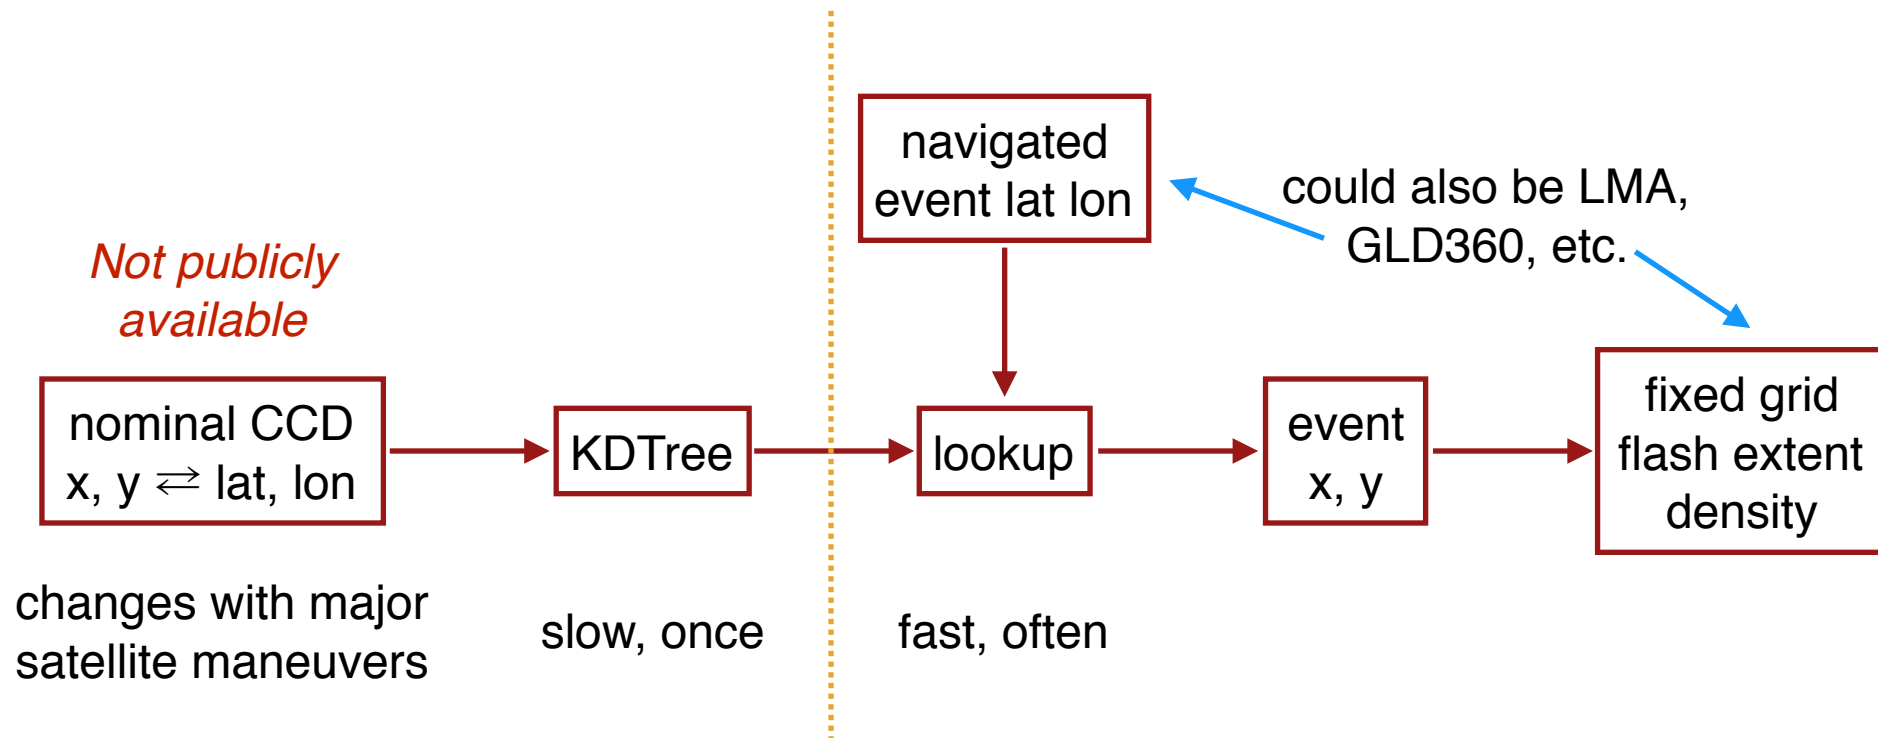 navigated
event lat lon
could also be LMA,
GLD360, etc.
Not publicly
available
nominal CCD
x, y ⇄ lat, lon
KDTree
lookup
event
x, y
fixed grid
flash extent
density
changes with major
satellite maneuvers
slow, once
fast, often